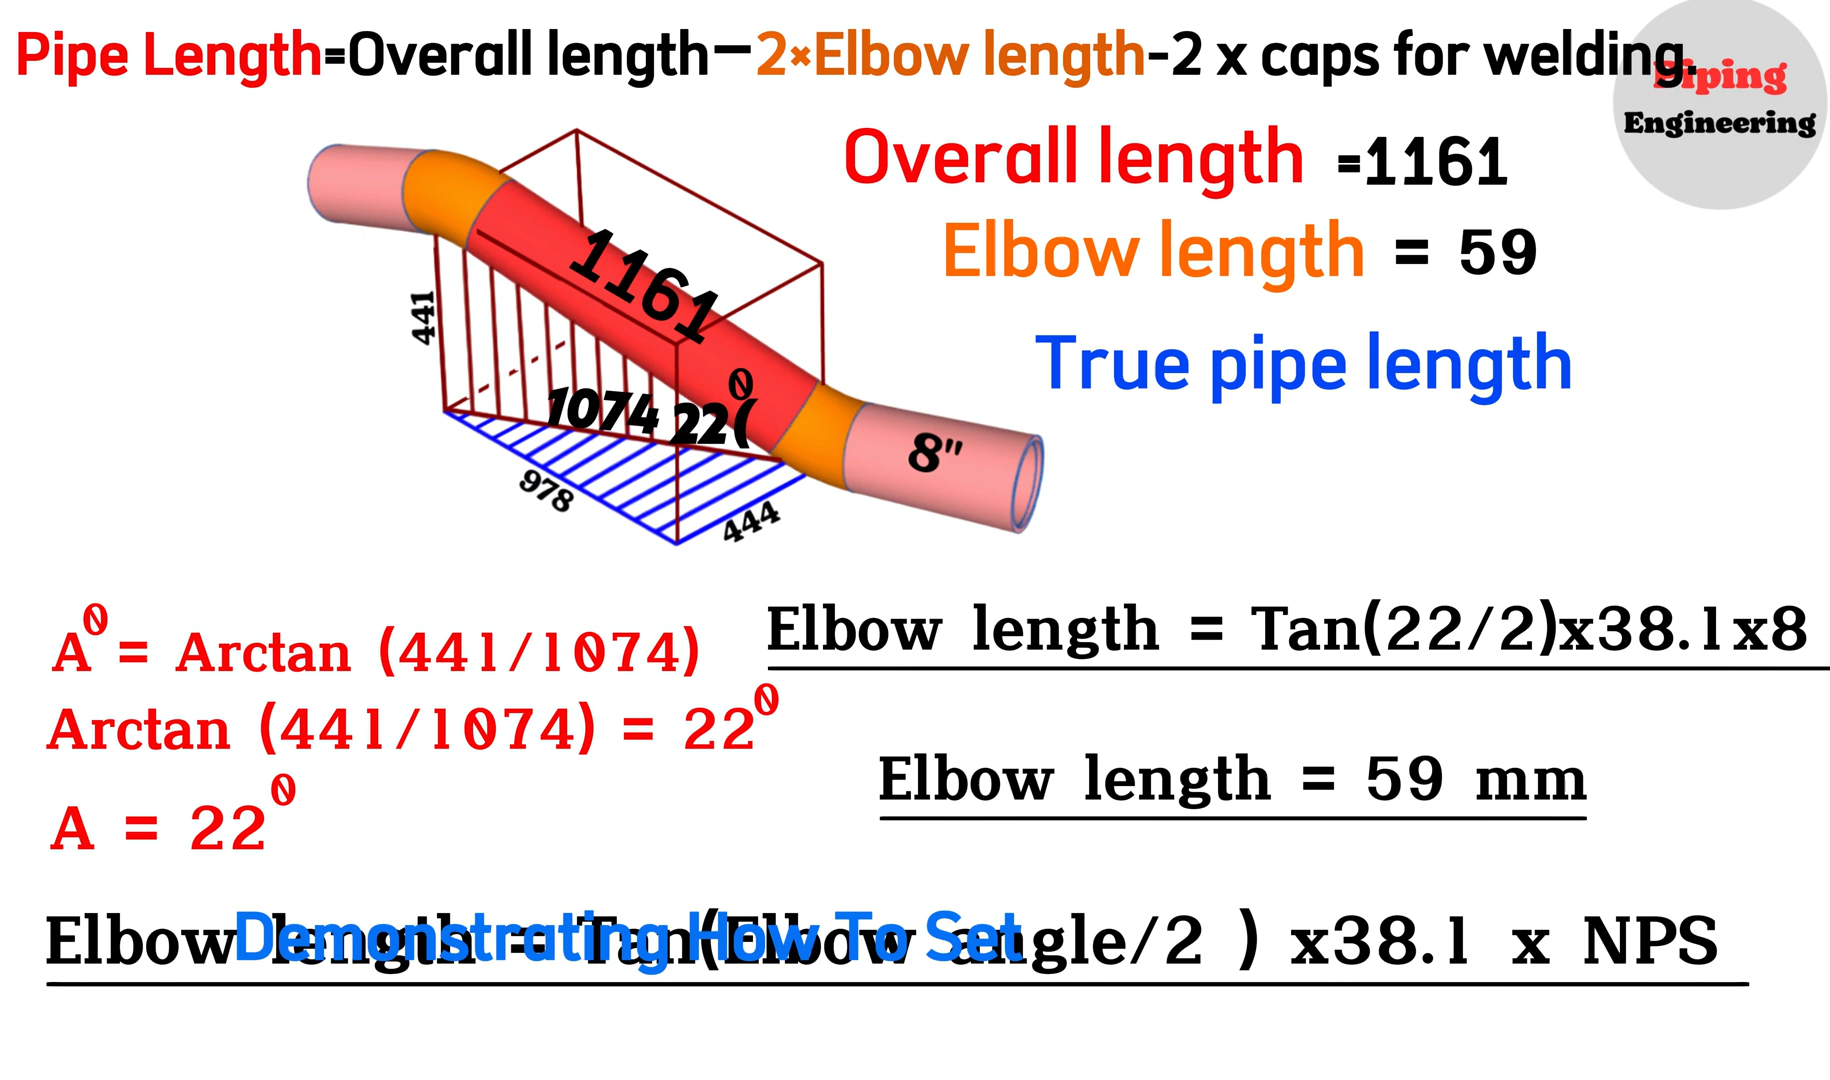 Pipe Length=Overall length−2×Elbow length-2 x caps for welding.
Piping
Engineering
Overall length =1161
Elbow length = 59
True pipe length
1161
441
1074 22(⁰
978
444
8"
A⁰ = Arctan (441/1074)
Arctan (441/1074) = 22⁰
A = 22⁰
Elbow length = Tan(22/2)x38.1x8
Elbow length = 59 mm
Elbow length = Tan(Elbow angle/2 ) x38.1 x NPS
Demonstrating How To Set